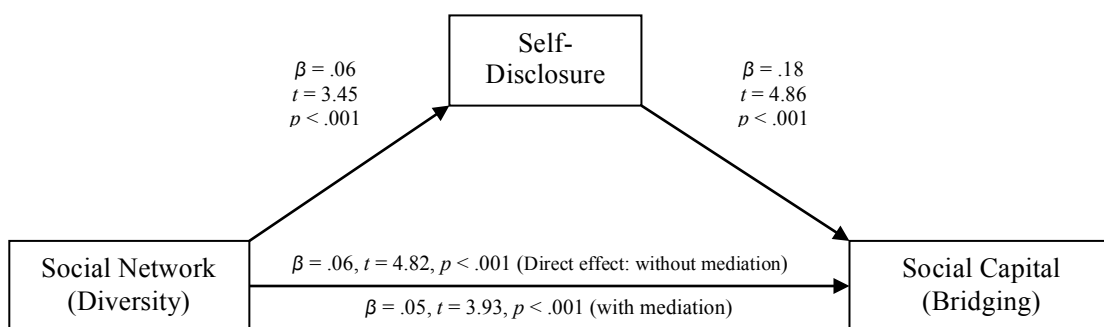 Self-
Disclosure
β = .06
t = 3.45
p < .001
β = .18
t = 4.86
p < .001
Social Network
(Diversity)
β = .06, t = 4.82, p < .001 (Direct effect: without mediation)
β = .05, t = 3.93, p < .001 (with mediation)
Social Capital
(Bridging)